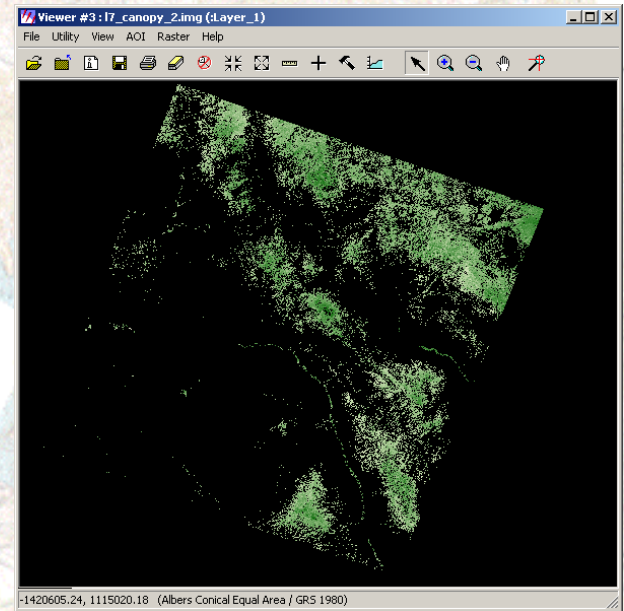 Viewer #3 : l7_canopy_2.img (:Layer_1)
File Utility View AOI Raster Help
-1420605.24, 1115020.18 (Albers Conical Equal Area / GRS 1980)